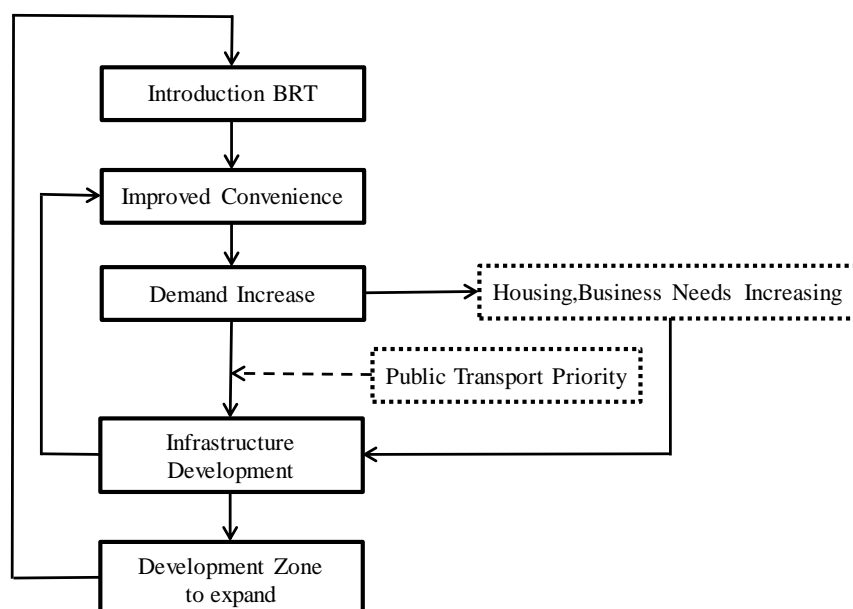 Introduction BRT
Improved Convenience
Demand Increase
Housing,Business Needs Increasing
Public Transport Priority
Infrastructure
Development
Development Zone
to expand